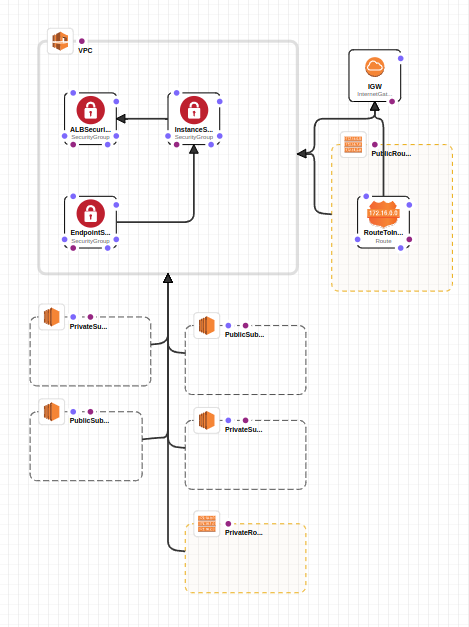 VPC
IGW
InternetGat...
ALBSecuri...
SecurityGroup
InstanceS...
SecurityGroup
PublicRou...
172.16.0.0
EndpointS...
SecurityGroup
RouteToIn...
Route
PrivateSu...
PublicSub...
PublicSub...
PrivateSu...
PrivateRo...